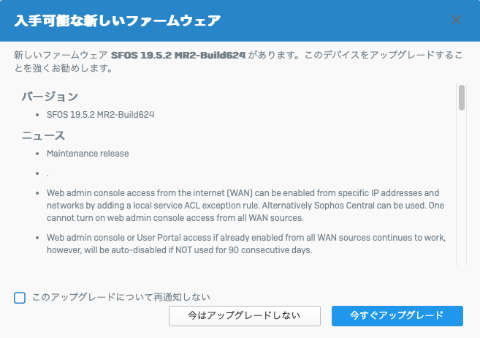 入手可能な新しいファームウェア
×
新しいファームウェア SFOS 19.5.2 MR2-Build624 があります。このデバイスをアップグレードするこ
とを強くお勧めします。
バージョン
• SFOS 19.5.2 MR2-Build624
ニュース
• Maintenance release
• .
• Web admin console access from the internet (WAN) can be enabled from specific IP addresses and
networks by adding a local service ACL exception rule. Alternatively Sophos Central can be used. One
cannot turn on web admin console access from all WAN sources.
• Web admin console or User Portal access if already enabled from all WAN sources continues to work,
however, will be auto-disabled if NOT used for 90 consecutive days.
このアップグレードについて再通知しない
今はアップグレードしない
今すぐアップグレード